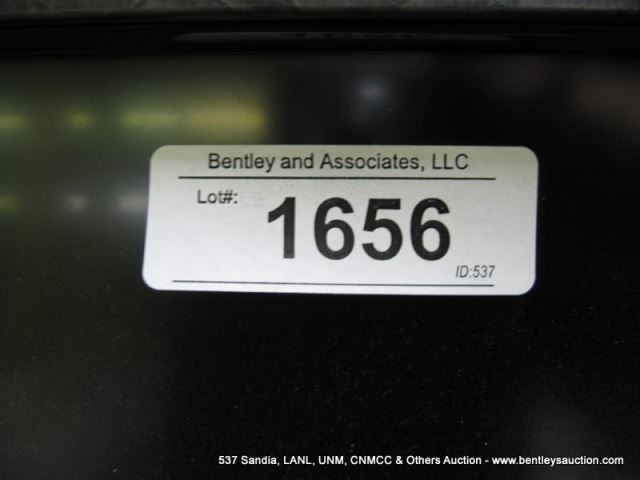 Bentley and Associates, LLC
Lot#:
1656
ID:537
537 Sandia, LANL, UNM, CNMCC & Others Auction - www.bentleysauction.com